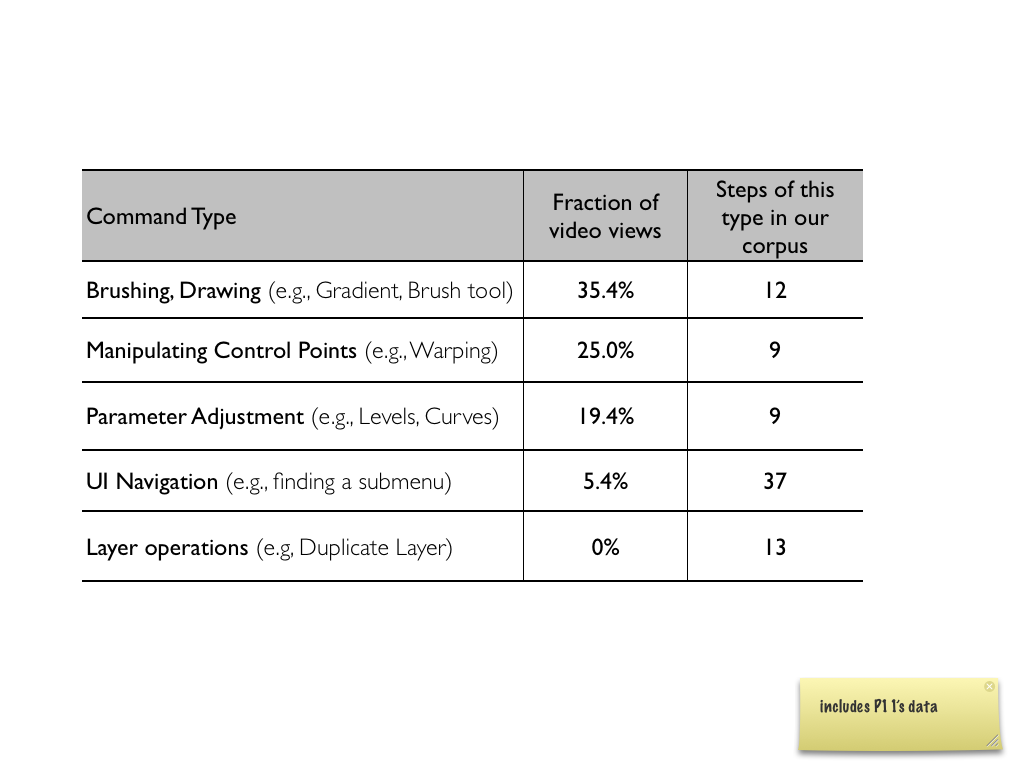 Command Type
Fraction of
video views
Steps of this
type in our
corpus
Brushing, Drawing (e.g., Gradient, Brush tool) 35.4% 12
Manipulating Control Points (e.g., Warping) 25.0% 9
Parameter Adjustment (e.g., Levels, Curves) 19.4% 9
UI Navigation (e.g., finding a submenu) 5.4% 37
Layer operations (e.g, Duplicate Layer) 0% 13
includes P11's data